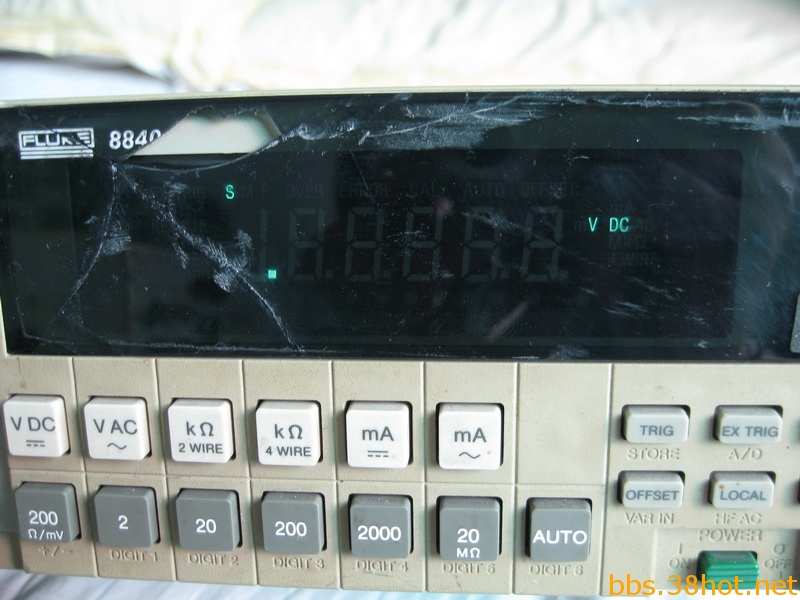 FLUKE 8840
S
OVER ERROR CAL AUTO OFFSET
V DC
4 WIRE
V DC
V AC
kΩ 2 WIRE
kΩ 4 WIRE
mA
mA
TRIG
EX TRIG
STORE
A/D
200 Ω/mV
2
20
200
2000
20 MΩ
AUTO
OFFSET
LOCAL
VAR IN
HF AC
+/-
DIGIT 1
DIGIT 2
DIGIT 3
DIGIT 4
DIGIT 5
DIGIT 6
POWER
I ON
O OFF
bbs.38hot.net